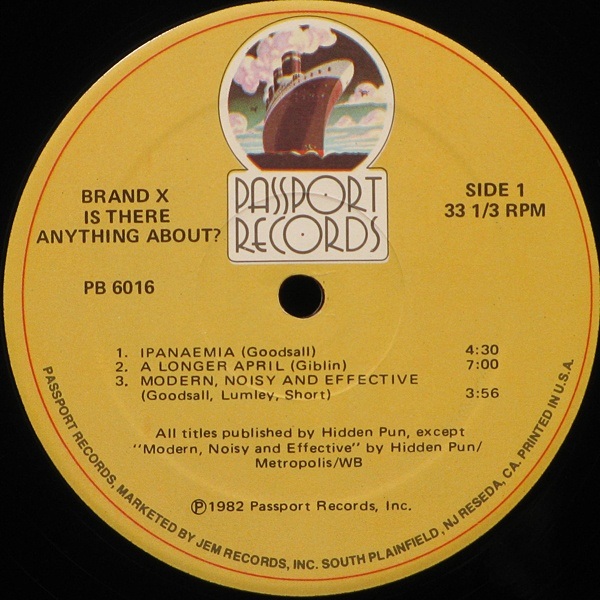 PASSPORT
RECORDS
BRAND X
IS THERE
ANYTHING ABOUT?
SIDE 1
33 1/3 RPM
PB 6016
1. IPANAEMIA (Goodsall) 4:30
2. A LONGER APRIL (Giblin) 7:00
3. MODERN, NOISY AND EFFECTIVE
(Goodsall, Lumley, Short) 3:56
All titles published by Hidden Pun, except
"Modern, Noisy and Effective" by Hidden Pun/
Metropolis/WB
Ⓟ1982 Passport Records, Inc.
PASSPORT RECORDS, MARKETED BY JEM RECORDS, INC. SOUTH PLAINFIELD, NJ RESEDA, CA. PRINTED IN U.S.A.